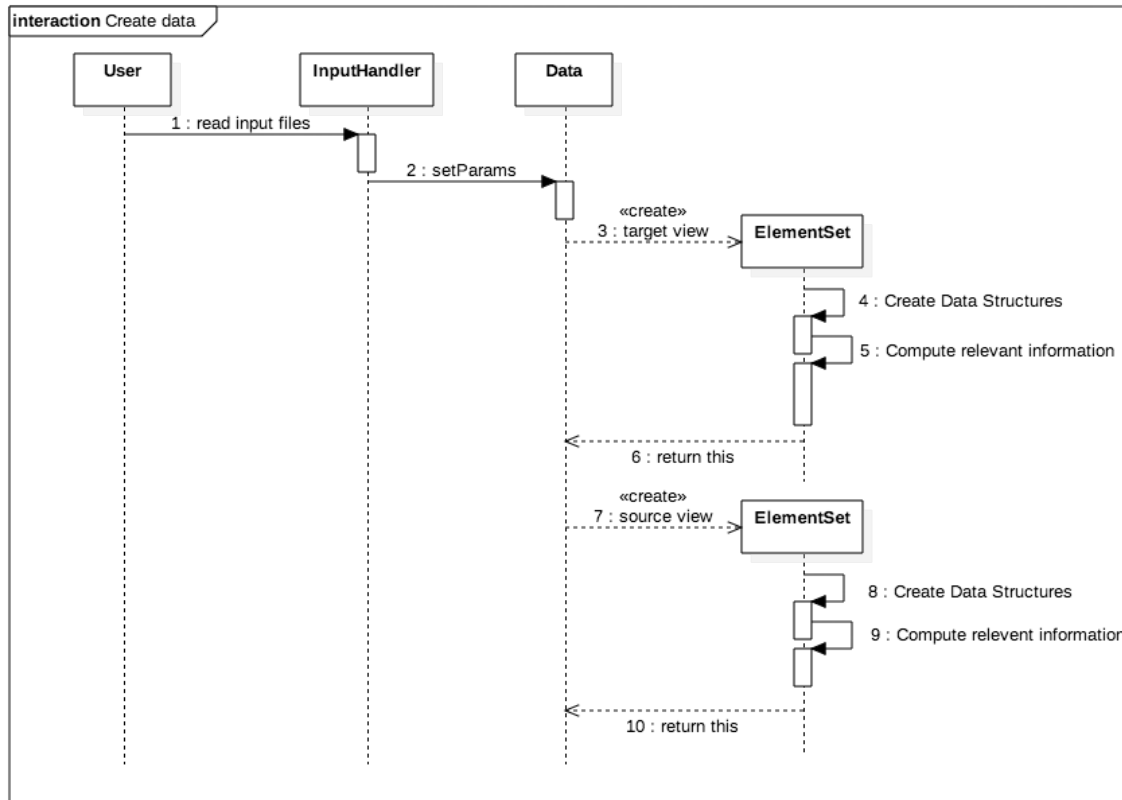 interaction Create data
User
InputHandler
Data
1 : read input files
2 : setParams
«create»
3 : target view
ElementSet
4 : Create Data Structures
5 : Compute relevant information
6 : return this
«create»
7 : source view
ElementSet
8 : Create Data Structures
9 : Compute relevent information
10 : return this